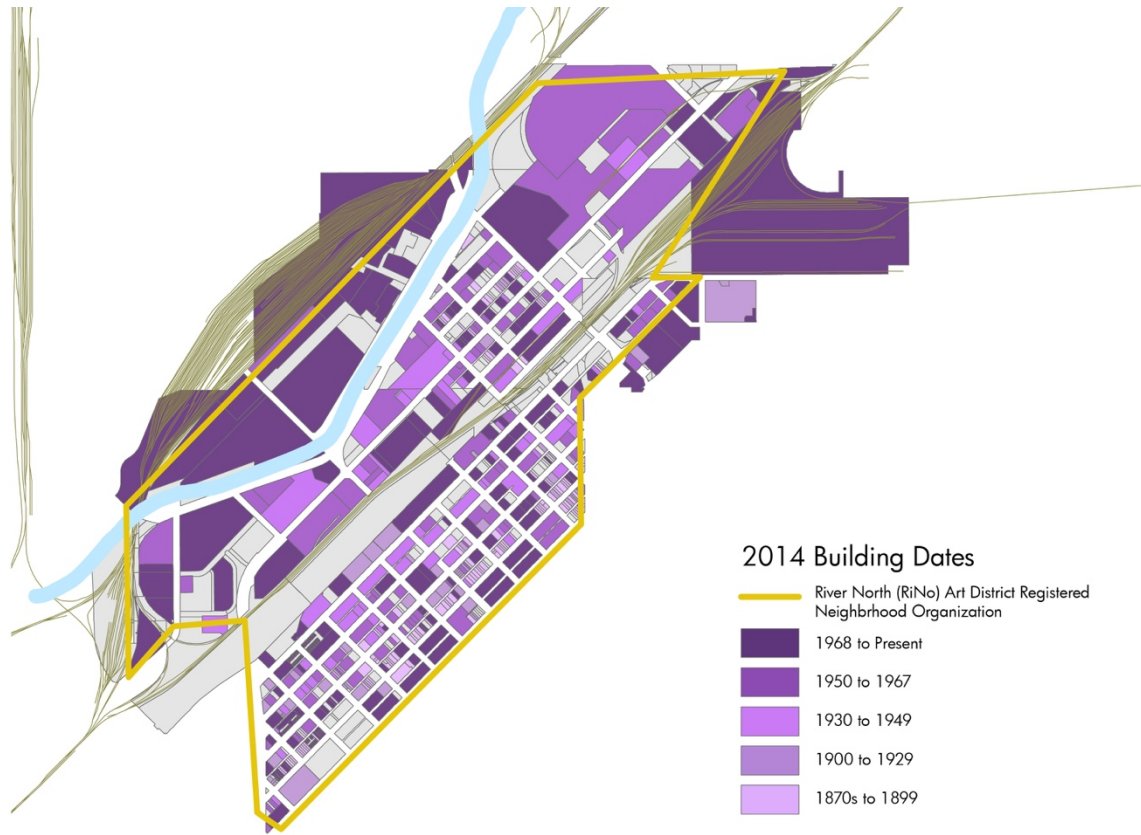 2014 Building Dates
River North (RiNo) Art District Registered
Neighbrhood Organization
1968 to Present
1950 to 1967
1930 to 1949
1900 to 1929
1870s to 1899